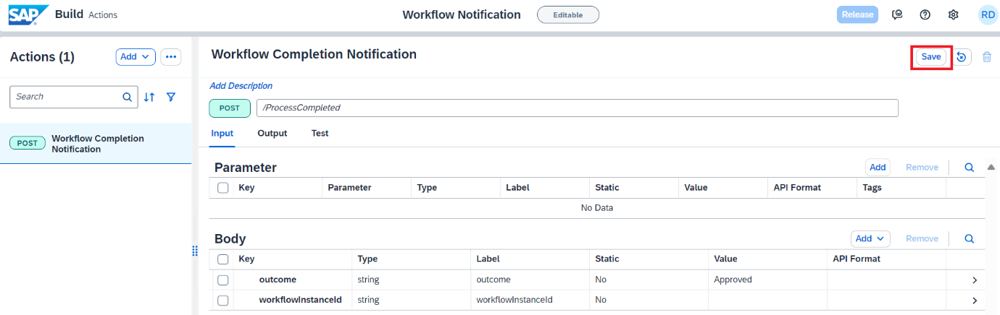 SAP Build Actions Workflow Notification Editable Release RD
Actions (1) Add ••• Workflow Completion Notification Save
Add Description
Search POST /ProcessCompleted
Input Output Test
POST Workflow Completion
Notification
Parameter Add Remove
Key Parameter Type Label Static Value API Format Tags
No Data
Body Add Remove
Key Type Label Static Value API Format
outcome string outcome No Approved
workflowInstanceId string workflowInstanceId No